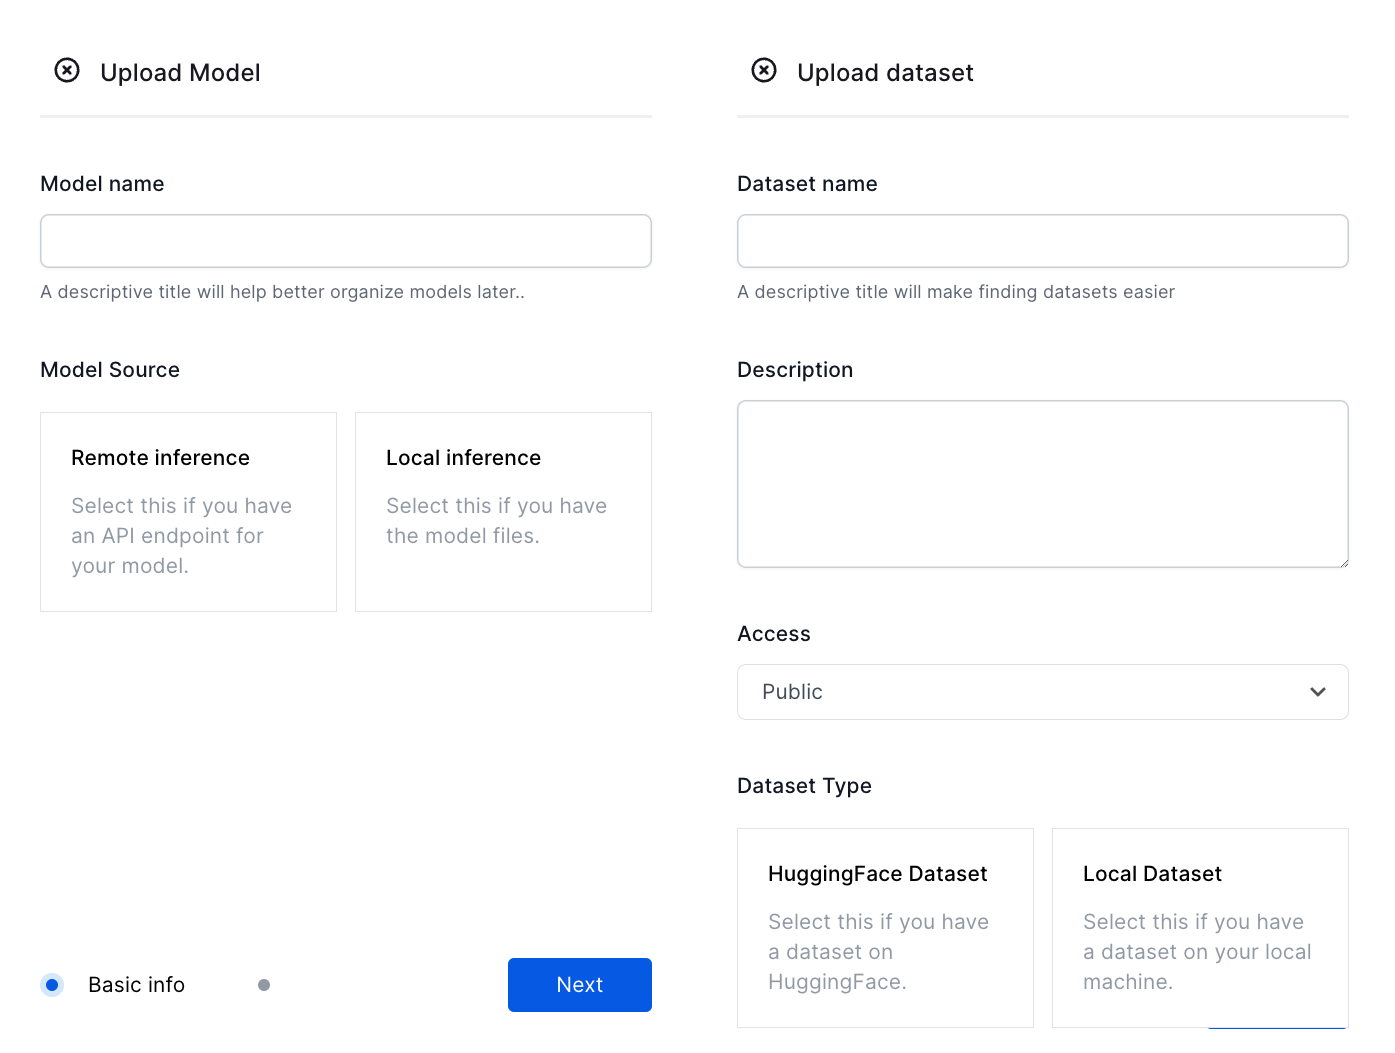 Upload Model
Model name
A descriptive title will help better organize models later..
Model Source
Remote inference
Select this if you have
an API endpoint for
your model.
Local inference
Select this if you have
the model files.
Basic info
Next
Upload dataset
Dataset name
A descriptive title will make finding datasets easier
Description
Access
Public
Dataset Type
HuggingFace Dataset
Select this if you have
a dataset on
HuggingFace.
Local Dataset
Select this if you have
a dataset on your local
machine.